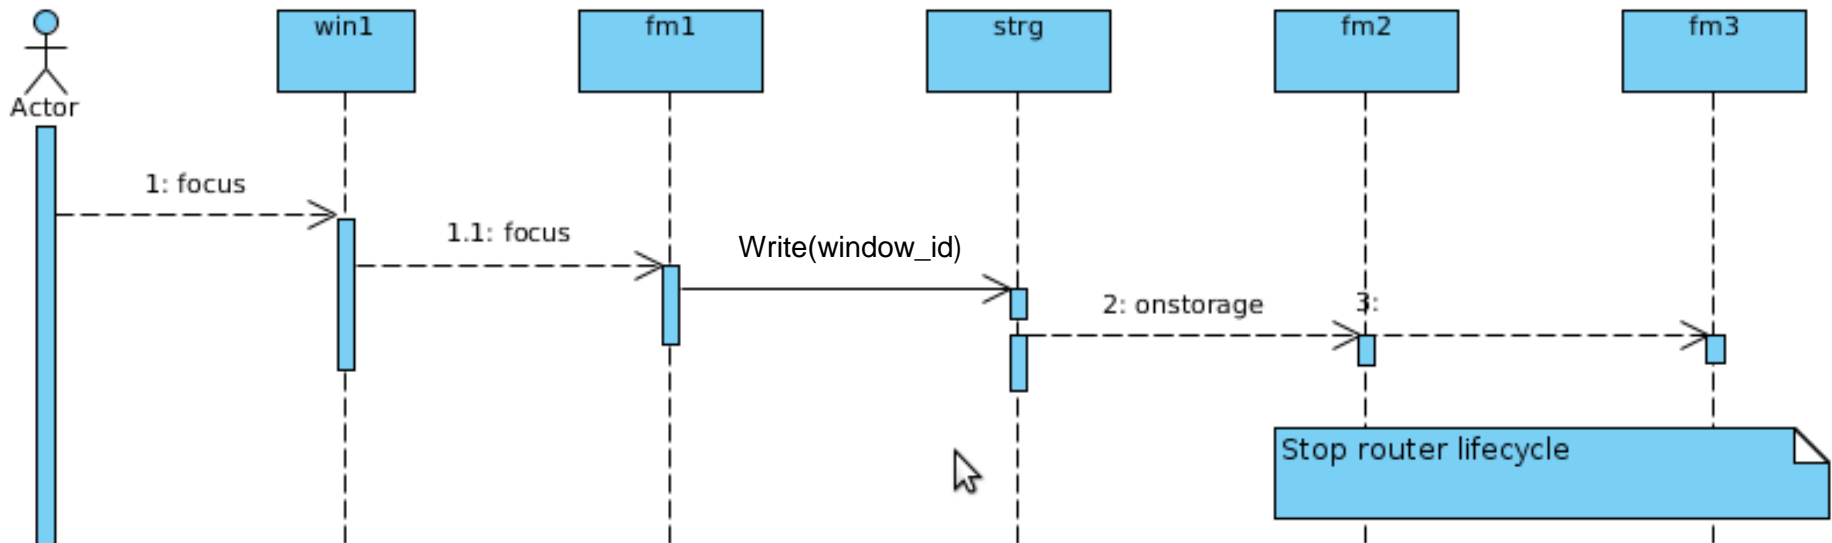 win1
fm1
strg
fm2
fm3
Actor
1: focus
1.1: focus
Write(window_id)
2: onstorage
3:
Stop router lifecycle